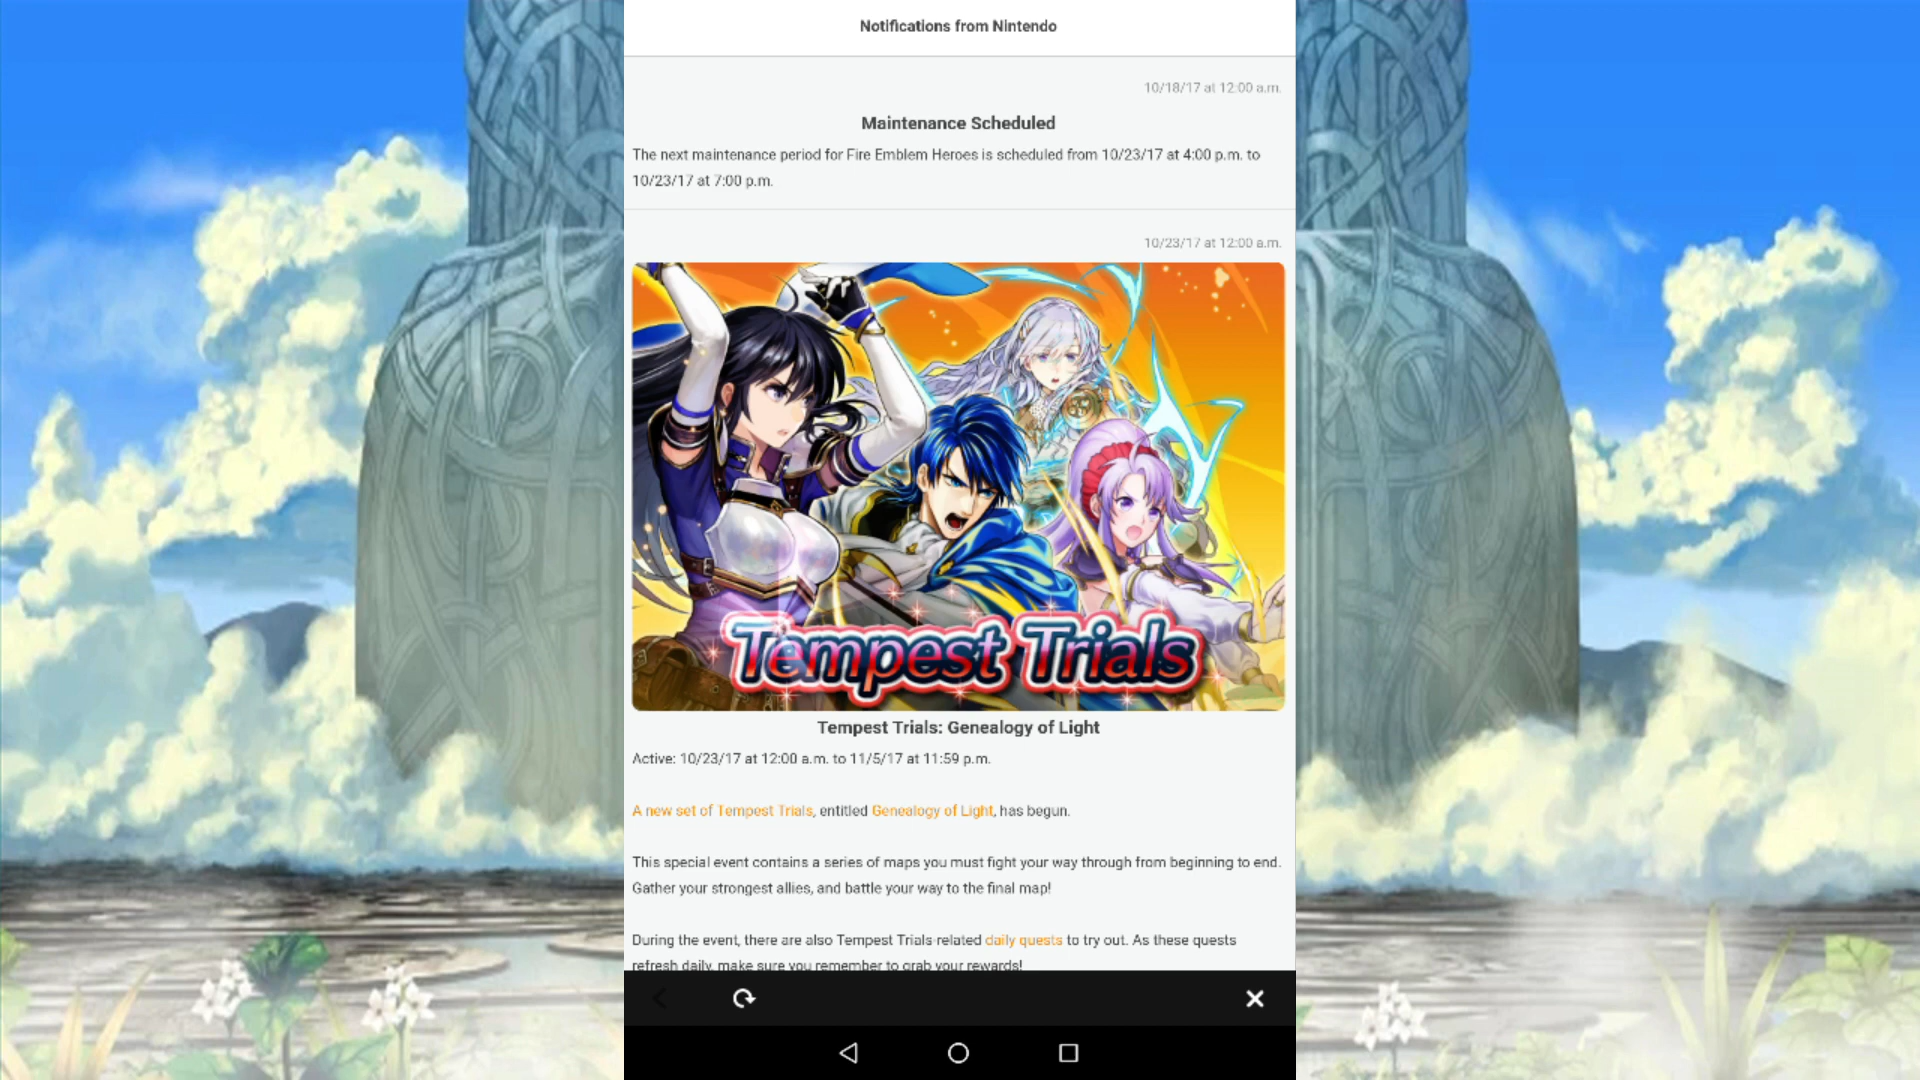 Notifications from Nintendo
10/18/17 at 12:00 a.m.
Maintenance Scheduled
The next maintenance period for Fire Emblem Heroes is scheduled from 10/23/17 at 4:00 p.m. to
10/23/17 at 7:00 p.m.
10/23/17 at 12:00 a.m.
Tempest Trials
Tempest Trials: Genealogy of Light
Active: 10/23/17 at 12:00 a.m. to 11/5/17 at 11:59 p.m.
A new set of Tempest Trials, entitled Genealogy of Light, has begun.
This special event contains a series of maps you must fight your way through from beginning to end.
Gather your strongest allies, and battle your way to the final map!
During the event, there are also Tempest Trials-related daily quests to try out. As these quests
refresh daily, make sure you remember to grab your rewards!